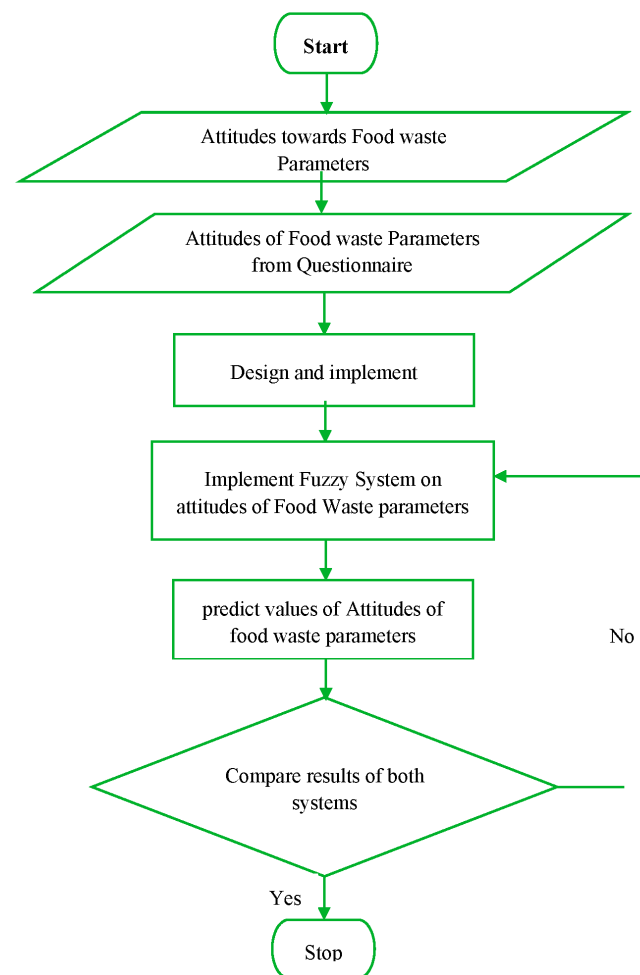 Start
Attitudes towards Food waste
Parameters
Attitudes of Food waste Parameters
from Questionnaire
Design and implement
Implement Fuzzy System on
attitudes of Food Waste parameters
predict values of Attitudes of
food waste parameters
No
Compare results of both
systems
Yes
Stop